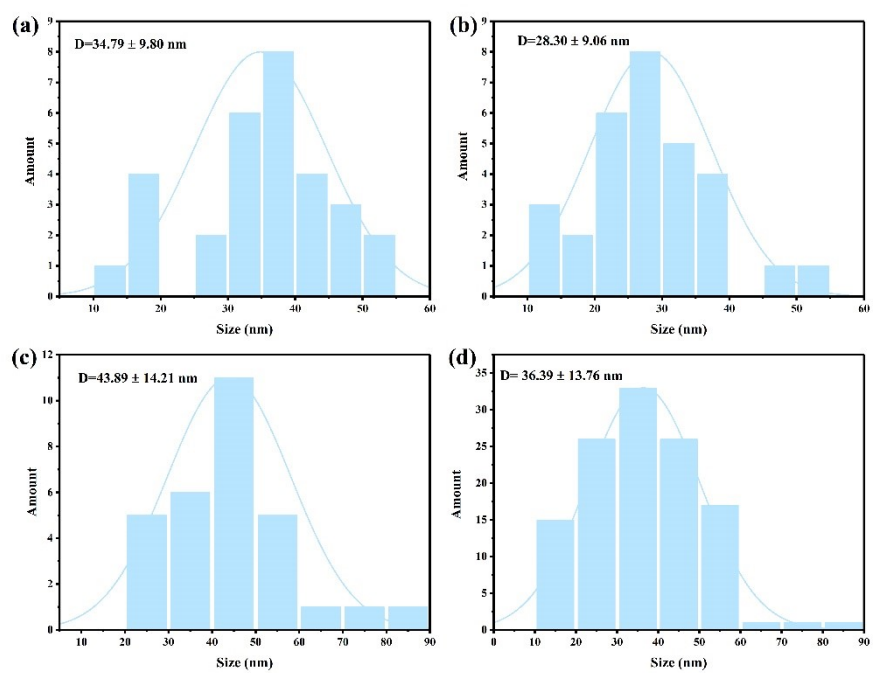 (a)
D=34.79 ± 9.80 nm
9
8
7
6
5
4
3
2
1
0
Amount
10 20 30 40 50 60
Size (nm)
(b)
D=28.30 ± 9.06 nm
9
8
7
6
5
4
3
2
1
0
Amount
10 20 30 40 50 60
Size (nm)
(c)
D=43.89 ± 14.21 nm
12
10
8
6
4
2
0
Amount
10 20 30 40 50 60 70 80 90
Size (nm)
(d)
D= 36.39 ± 13.76 nm
35
30
25
20
15
10
5
0
Amount
0 10 20 30 40 50 60 70 80 90
Size (nm)